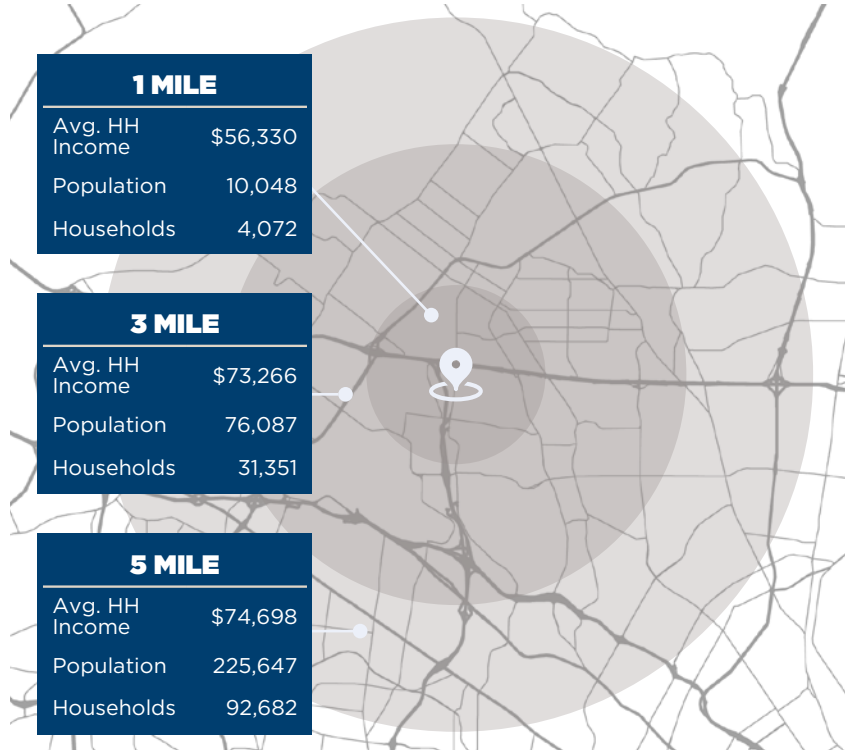 1 MILE
Avg. HH
Income $56,330
Population 10,048
Households 4,072
3 MILE
Avg. HH
Income $73,266
Population 76,087
Households 31,351
5 MILE
Avg. HH
Income $74,698
Population 225,647
Households 92,682